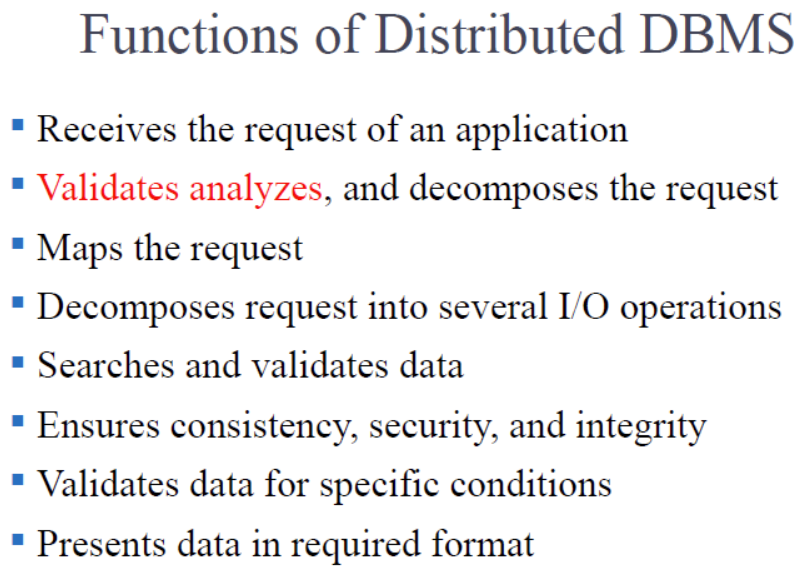 Functions of Distributed DBMS
▪ Receives the request of an application
▪ Validates analyzes, and decomposes the request
▪ Maps the request
▪ Decomposes request into several I/O operations
▪ Searches and validates data
▪ Ensures consistency, security, and integrity
▪ Validates data for specific conditions
▪ Presents data in required format